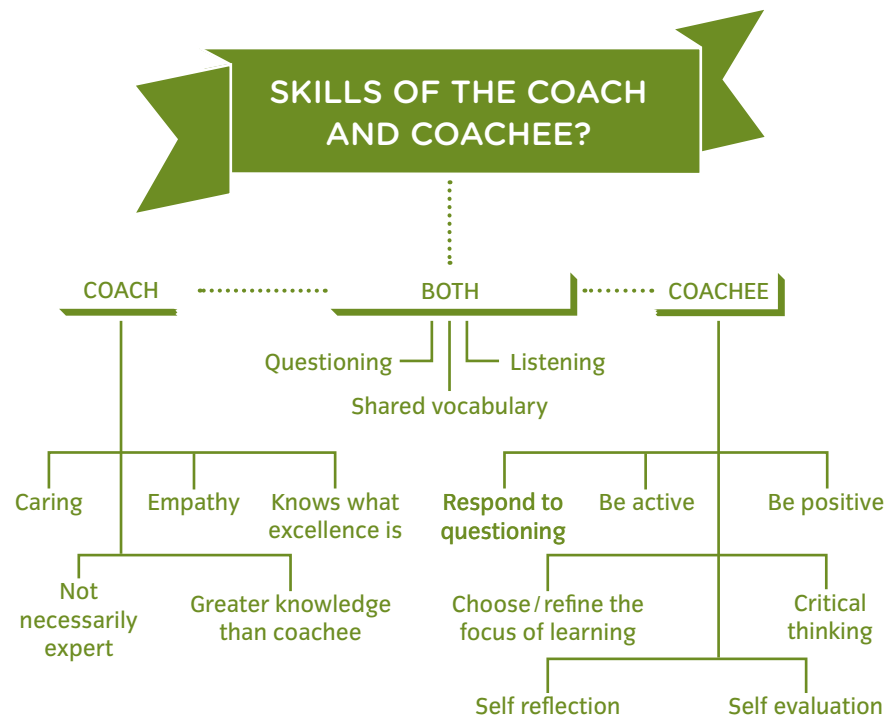 SKILLS OF THE COACH
AND COACHEE?
COACH
BOTH
COACHEE
Questioning
Listening
Shared vocabulary
Caring
Empathy
Knows what
excellence is
Respond to
questioning
Be active
Be positive
Not
necessarily
expert
Greater knowledge
than coachee
Choose/refine the
focus of learning
Critical
thinking
Self reflection
Self evaluation